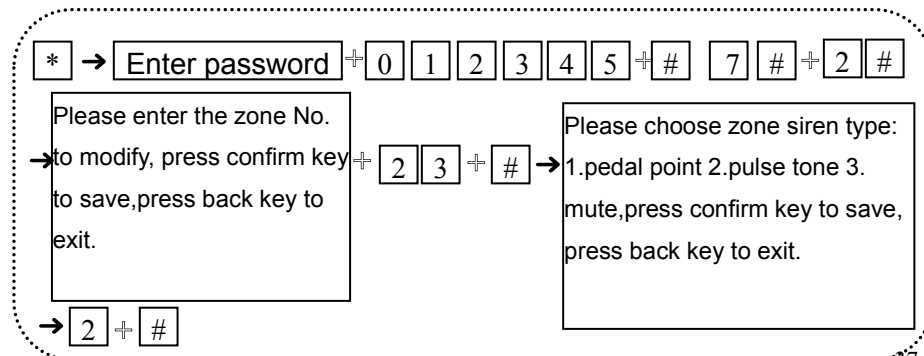 * → Enter password + 0 1 2 3 4 5 + # 7 # + 2 #
Please enter the zone No.
to modify, press confirm key
to save,press back key to
exit.
→ + 2 3 + # →
Please choose zone siren type:
1.pedal point 2.pulse tone 3.
mute,press confirm key to save,
press back key to exit.
→ 2 + #